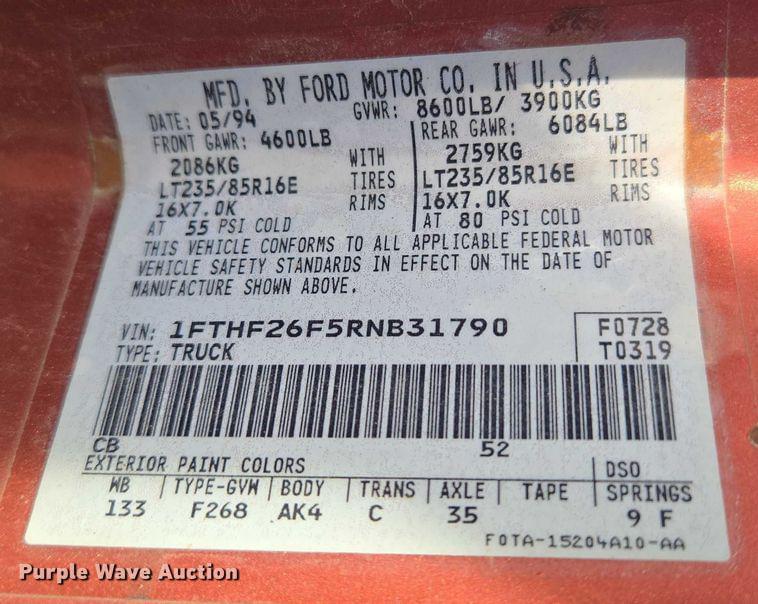 MFD. BY FORD MOTOR CO. IN U.S.A.
DATE: 05/94 GVWR: 8600LB/ 3900KG
FRONT GAWR: 4600LB REAR GAWR: 6084LB
2086KG WITH 2759KG WITH
LT235/85R16E TIRES LT235/85R16E TIRES
16X7.0K RIMS 16X7.0K RIMS
AT 55 PSI COLD AT 80 PSI COLD
THIS VEHICLE CONFORMS TO ALL APPLICABLE FEDERAL MOTOR
VEHICLE SAFETY STANDARDS IN EFFECT ON THE DATE OF
MANUFACTURE SHOWN ABOVE.
VIN: 1FTHF26F5RNB31790 F0728
TYPE: TRUCK T0319
CB 52
EXTERIOR PAINT COLORS DSO
WB TYPE-GVW BODY TRANS AXLE TAPE SPRINGS
133 F268 AK4 C 35 9 F
F0TA-15204A10-AA
Purple Wave Auction